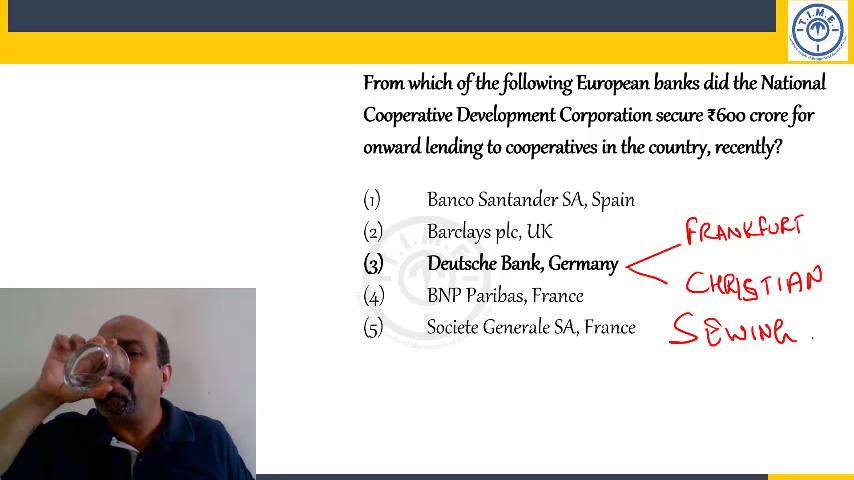 T.I.M.E.
From which of the following European banks did the National
Cooperative Development Corporation secure ₹600 crore for
onward lending to cooperatives in the country, recently?
(1) Banco Santander SA, Spain
(2) Barclays plc, UK
(3) Deutsche Bank, Germany
(4) BNP Paribas, France
(5) Societe Generale SA, France
FRANKFURT
CHRISTIAN
SEWING.